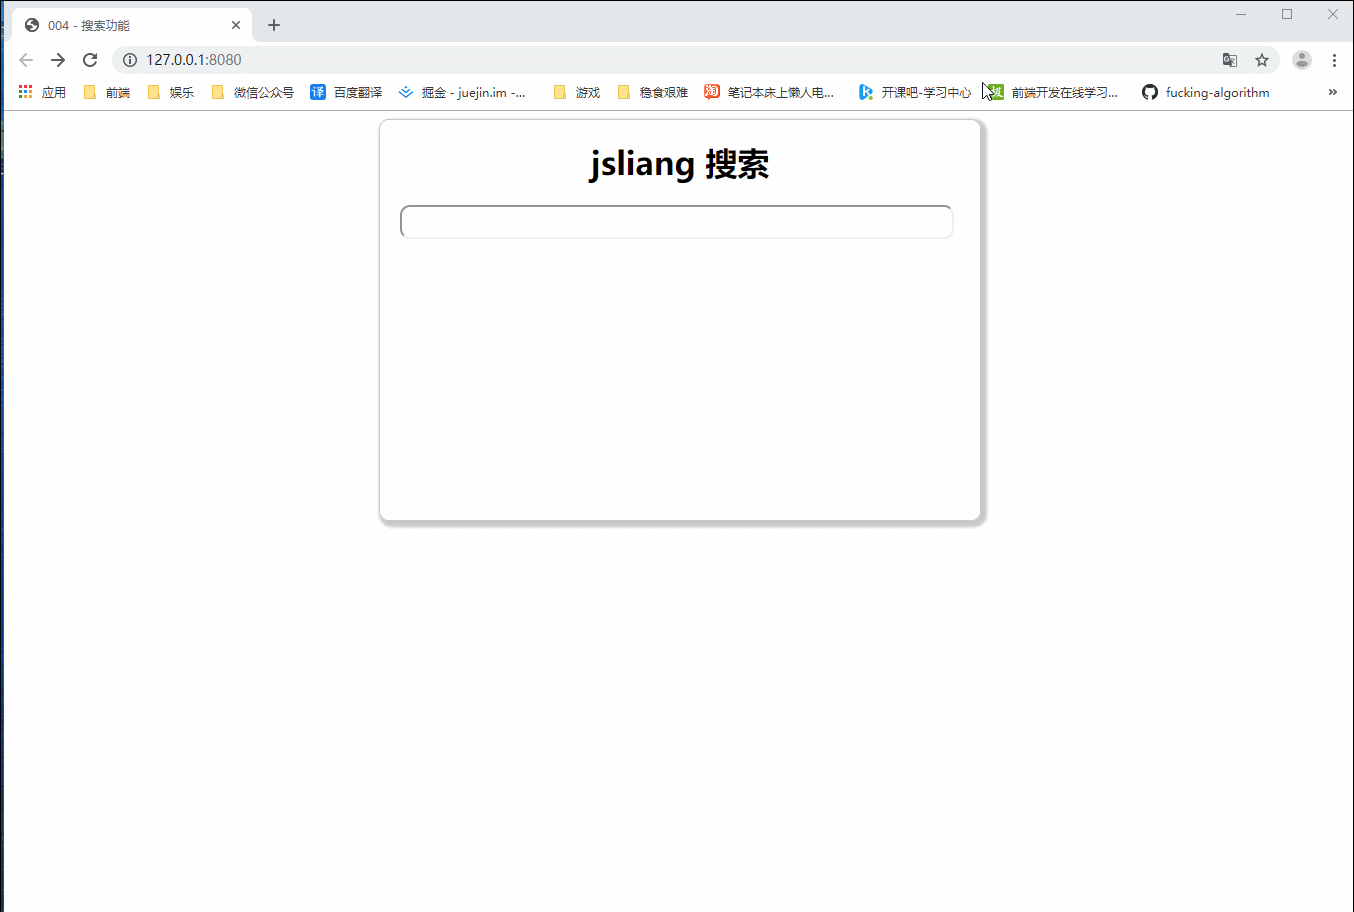 004 - 搜索功能
127.0.0.1:8080
应用 前端 娱乐 微信公众号 译 百度翻译 掘金 - juejin.im -... 游戏 稳食艰难 淘 笔记本床上懒人电... 开课吧-学习中心 前端开发在线学习... fucking-algorithm »
jsliang 搜索